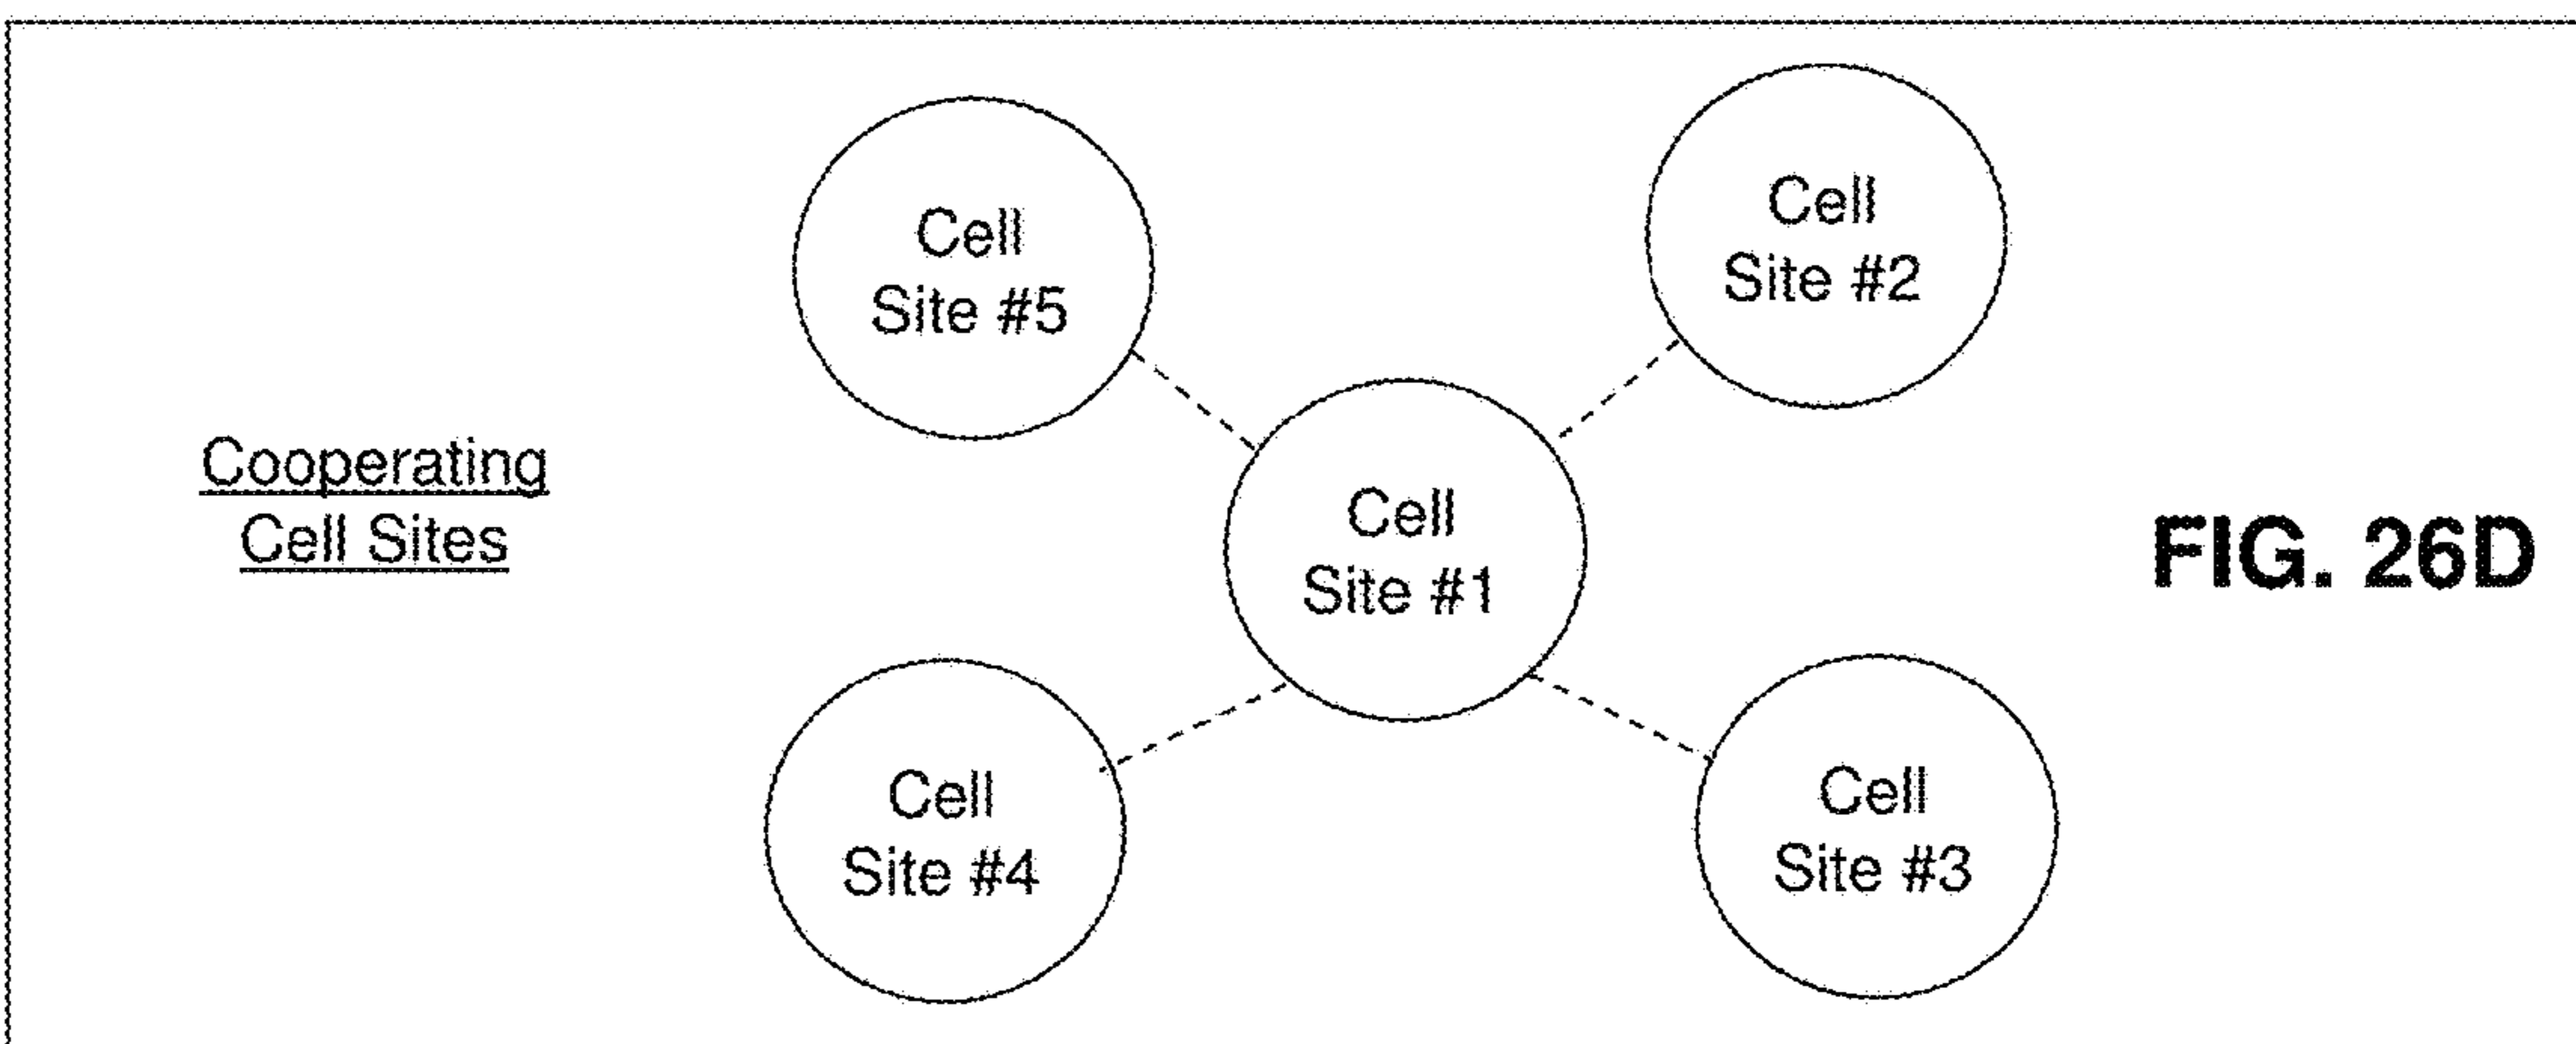 Cell
Site #5
Cell
Site #2
Cooperating
Cell Sites
Cell
Site #1
FIG. 26D
Cell
Site #4
Cell
Site #3